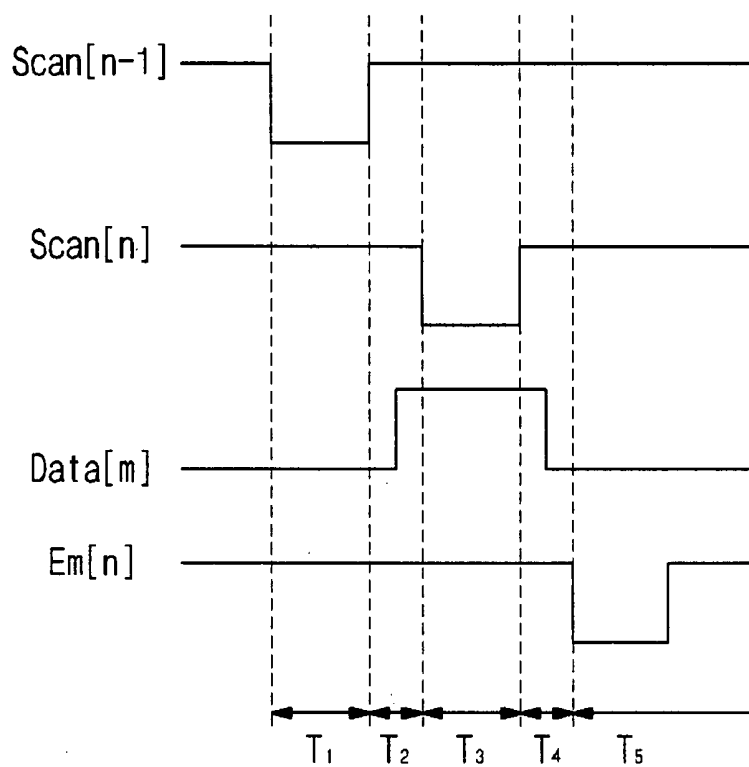 Scan[n-1]
Scan[n]
Data[m]
Em[n]
T₁ T₂ T₃ T₄ T₅